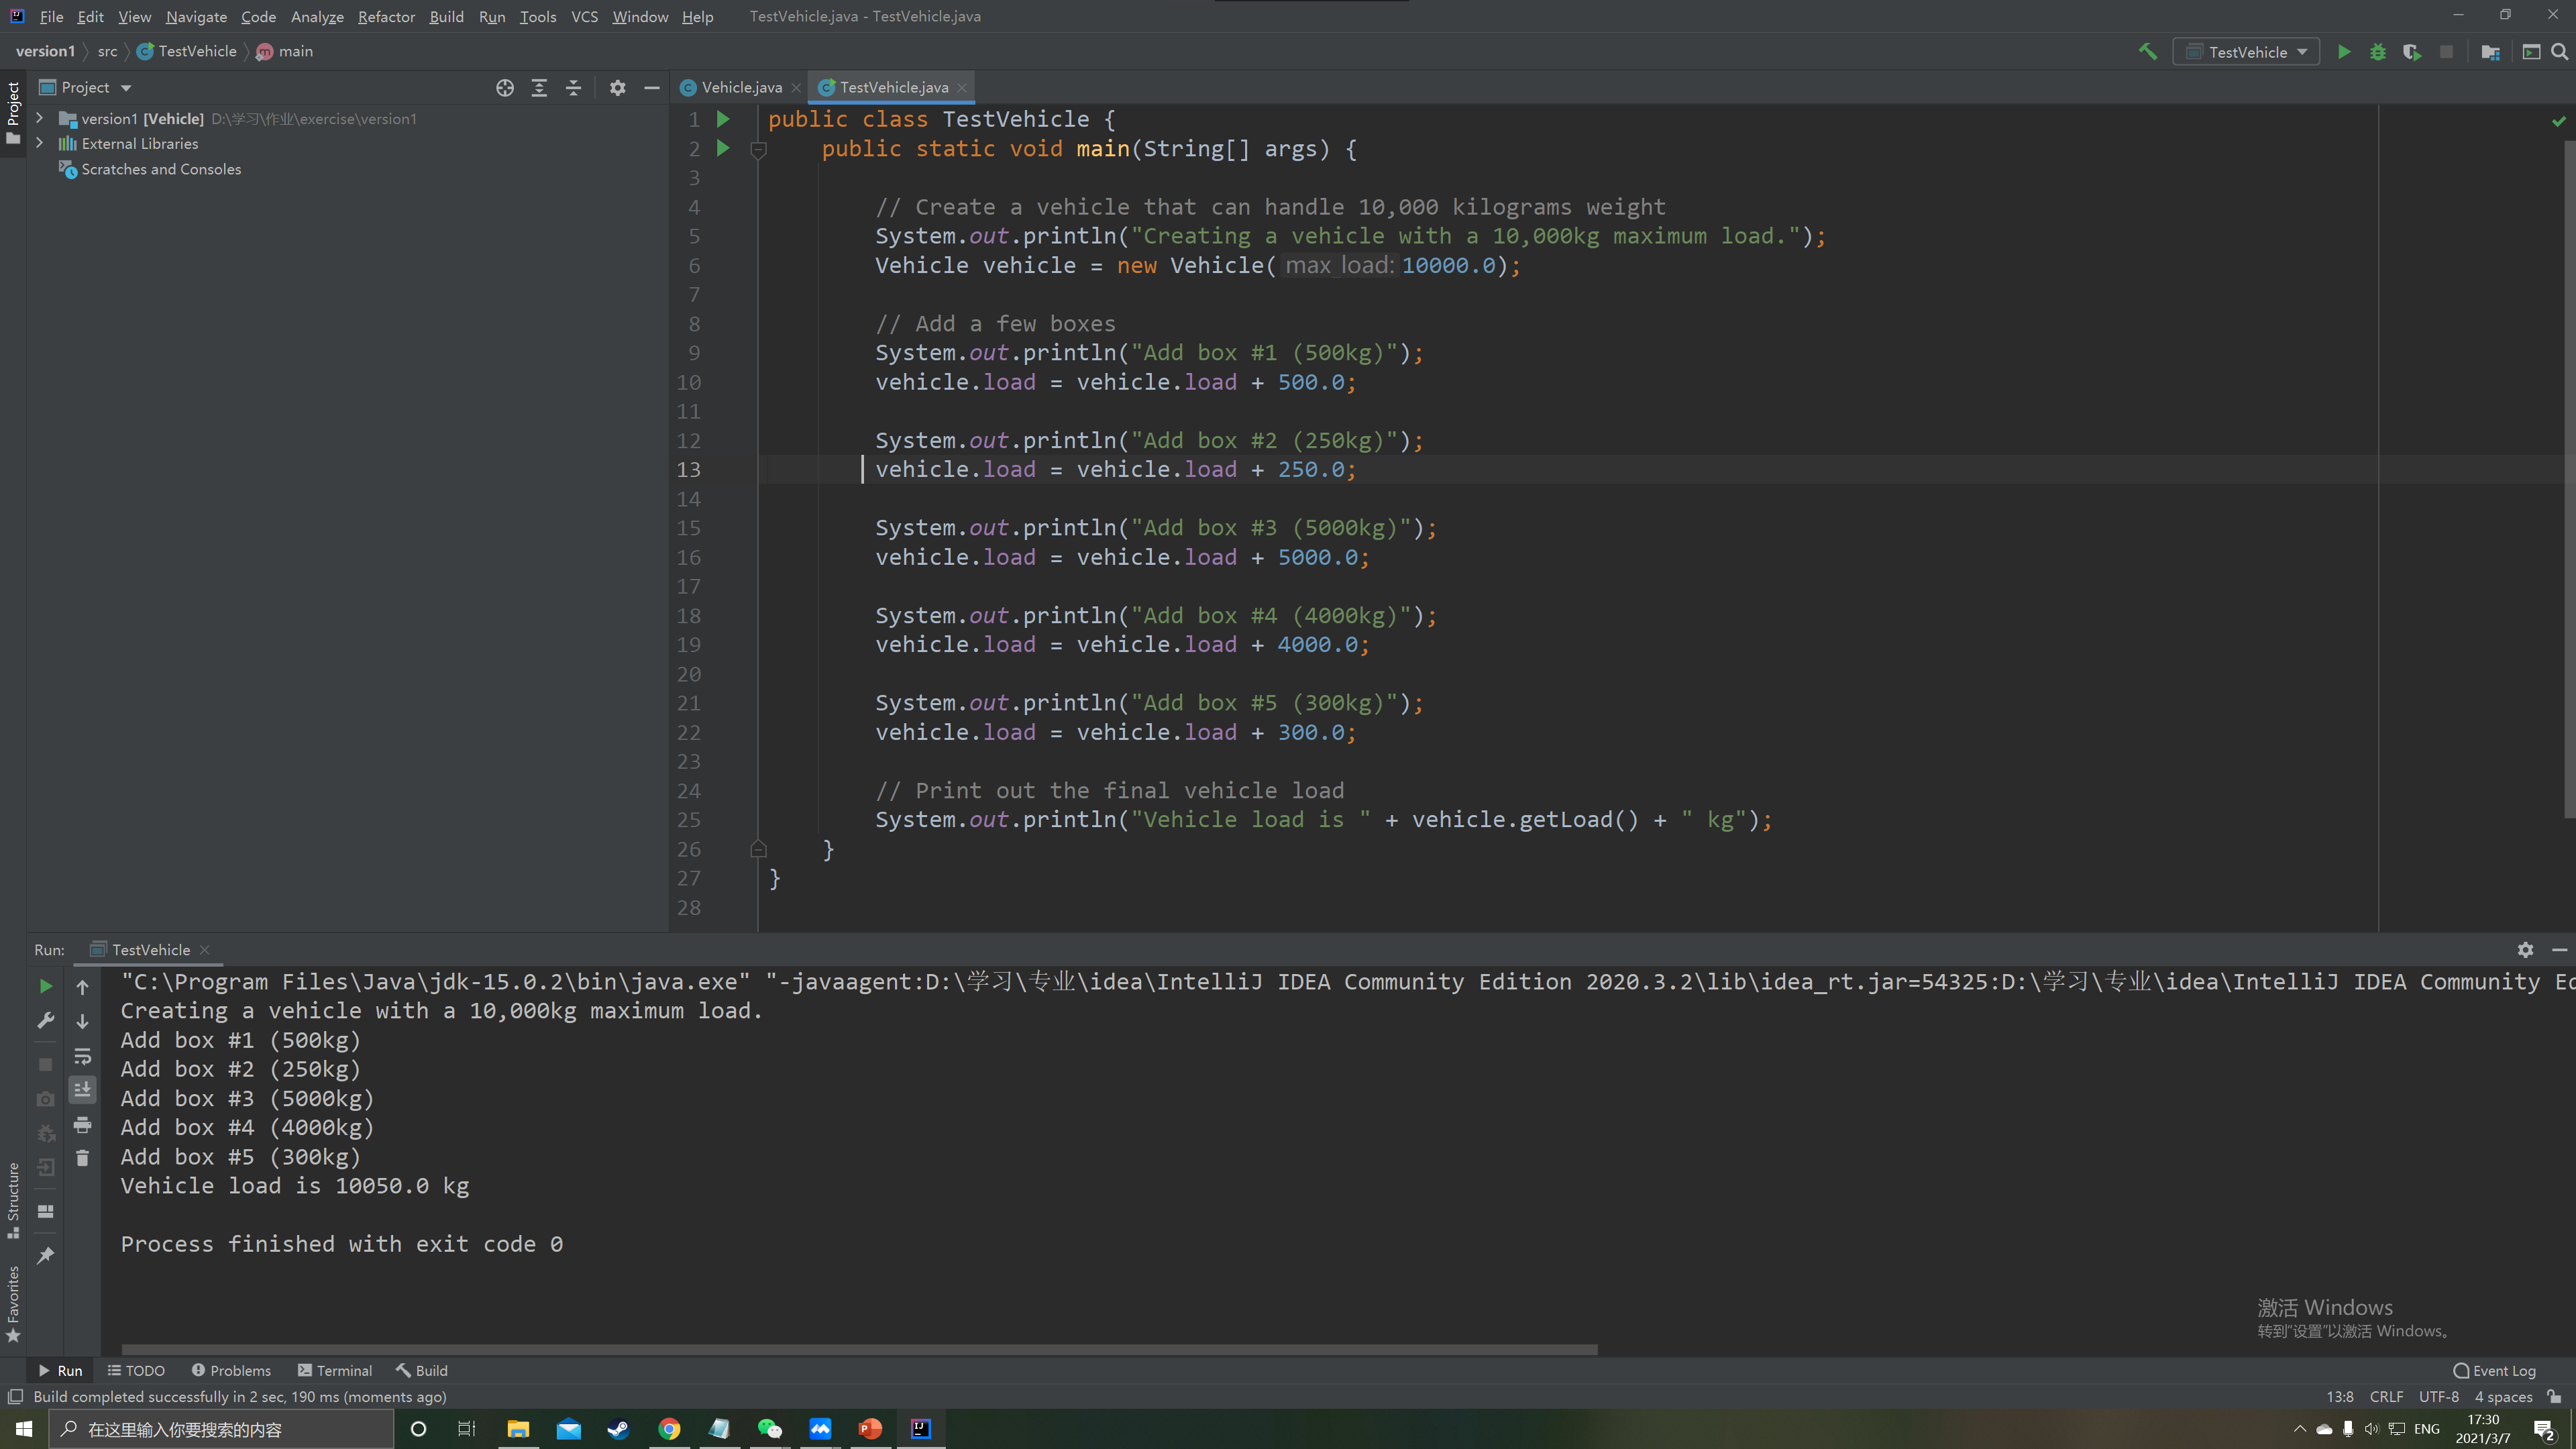 File Edit View Navigate Code Analyze Refactor Build Run Tools VCS Window Help TestVehicle.java - TestVehicle.java
version1 src TestVehicle main
TestVehicle
Project
Project
version1 [Vehicle] D:\学习\作业\exercise\version1
External Libraries
Scratches and Consoles
Vehicle.java TestVehicle.java
1 public class TestVehicle {
2 public static void main(String[] args) {
3
4 // Create a vehicle that can handle 10,000 kilograms weight
5 System.out.println("Creating a vehicle with a 10,000kg maximum load.");
6 Vehicle vehicle = new Vehicle( max load: 10000.0);
7
8 // Add a few boxes
9 System.out.println("Add box #1 (500kg)");
10 vehicle.load = vehicle.load + 500.0;
11
12 System.out.println("Add box #2 (250kg)");
13 vehicle.load = vehicle.load + 250.0;
14
15 System.out.println("Add box #3 (5000kg)");
16 vehicle.load = vehicle.load + 5000.0;
17
18 System.out.println("Add box #4 (4000kg)");
19 vehicle.load = vehicle.load + 4000.0;
20
21 System.out.println("Add box #5 (300kg)");
22 vehicle.load = vehicle.load + 300.0;
23
24 // Print out the final vehicle load
25 System.out.println("Vehicle load is " + vehicle.getLoad() + " kg");
26 }
27 }
28
Run: TestVehicle
"C:\Program Files\Java\jdk-15.0.2\bin\java.exe" "-javaagent:D:\学习\专业\idea\IntelliJ IDEA Community Edition 2020.3.2\lib\idea_rt.jar=54325:D:\学习\专业\idea\IntelliJ IDEA Community Ed
Creating a vehicle with a 10,000kg maximum load.
Add box #1 (500kg)
Add box #2 (250kg)
Add box #3 (5000kg)
Add box #4 (4000kg)
Add box #5 (300kg)
Vehicle load is 10050.0 kg
Process finished with exit code 0
Structure
Favorites
激活 Windows
转到"设置"以激活 Windows。
Run TODO Problems Terminal Build Event Log
Build completed successfully in 2 sec, 190 ms (moments ago) 13:8 CRLF UTF-8 4 spaces
在这里输入你要搜索的内容
ENG
17:30
2021/3/7
2